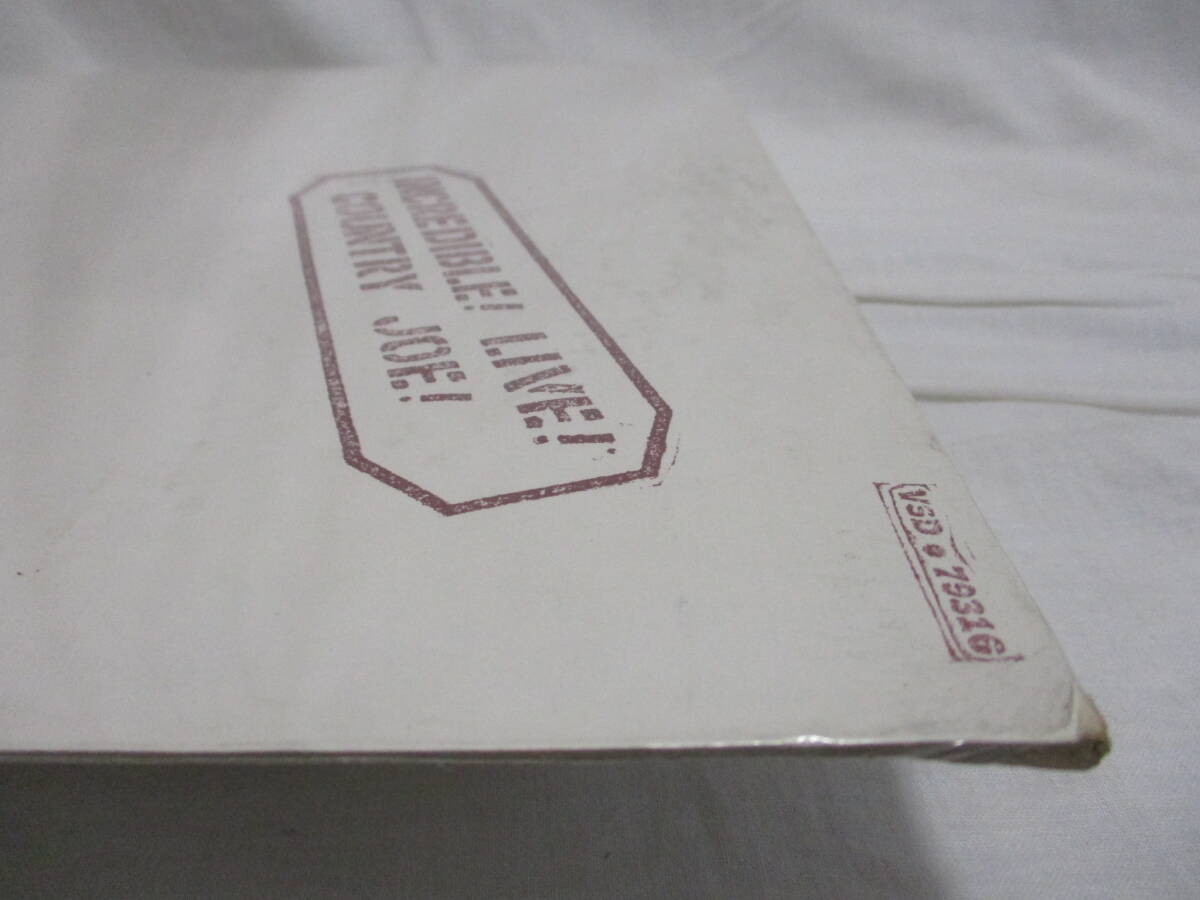 INCREDIBLE! LIVE!
COUNTRY JOE!
VSD • 79316